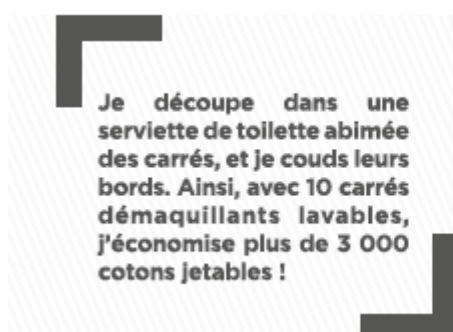 Je découpe dans une
serviette de toilette abimée
des carrés, et je couds leurs
bords. Ainsi, avec 10 carrés
démaquillants lavables,
j'économise plus de 3 000
cotons jetables !